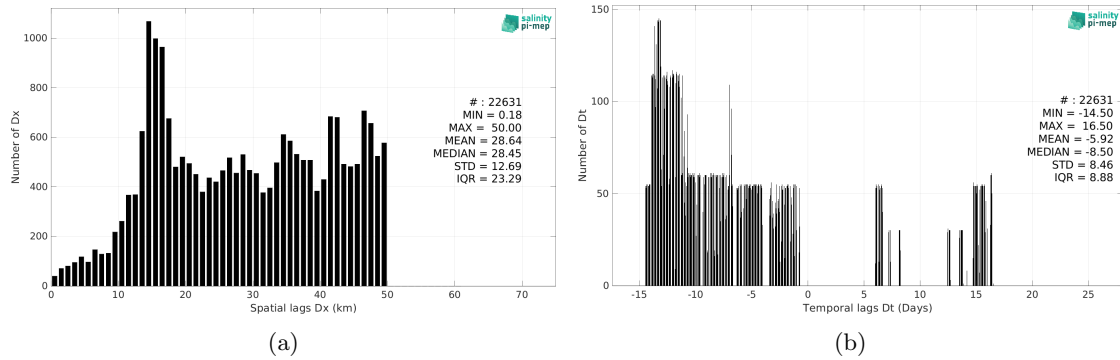 salinity
pi-mep
1000
800
600
400
200
0
Number of Dx
# : 22631
MIN = 0.18
MAX = 50.00
MEAN = 28.64
MEDIAN = 28.45
STD = 12.69
IQR = 23.29
0 10 20 30 40 50 60 70
Spatial lags Dx (km)
(a)
salinity
pi-mep
150
100
50
0
Number of Dt
# : 22631
MIN = -14.50
MAX = 16.50
MEAN = -5.92
MEDIAN = -8.50
STD = 8.46
IQR = 8.88
-15 -10 -5 0 5 10 15 20 25
Temporal lags Dt (Days)
(b)